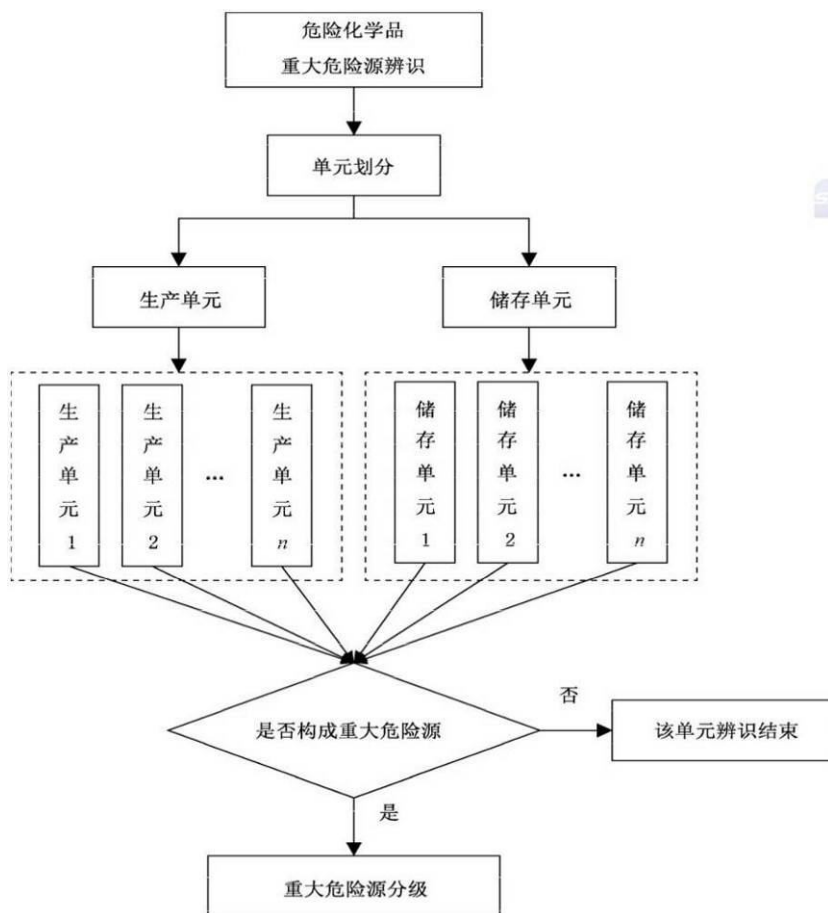 危险化学品
重大危险源辨识
单元划分
生产单元
储存单元
生产单元1
生产单元2
...
生产单元n
储存单元1
储存单元2
...
储存单元n
是否构成重大危险源
否
该单元辨识结束
是
重大危险源分级